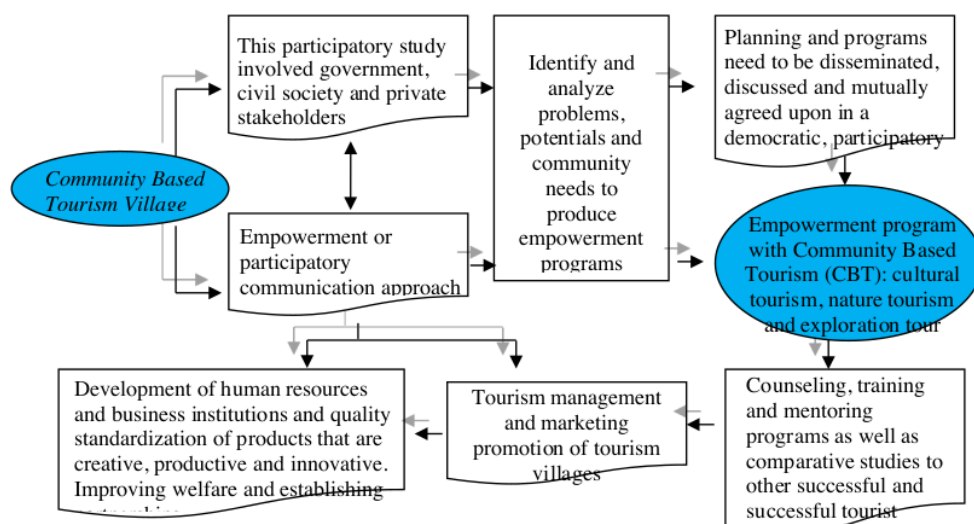 This participatory study
involved government,
civil society and private
stakeholders
Identify and
analyze
problems,
potentials and
community
needs to
produce
empowerment
programs
Planning and programs
need to be disseminated,
discussed and mutually
agreed upon in a
democratic, participatory
Community Based
Tourism Village
Empowerment or
participatory
communication approach
Empowerment program
with Community Based
Tourism (CBT): cultural
tourism, nature tourism
and exploration tour
Development of human resources
and business institutions and quality
standardization of products that are
creative, productive and innovative.
Improving welfare and establishing
Tourism management
and marketing
promotion of tourism
villages
Counseling, training
and mentoring
programs as well as
comparative studies to
other successful and
successful tourist